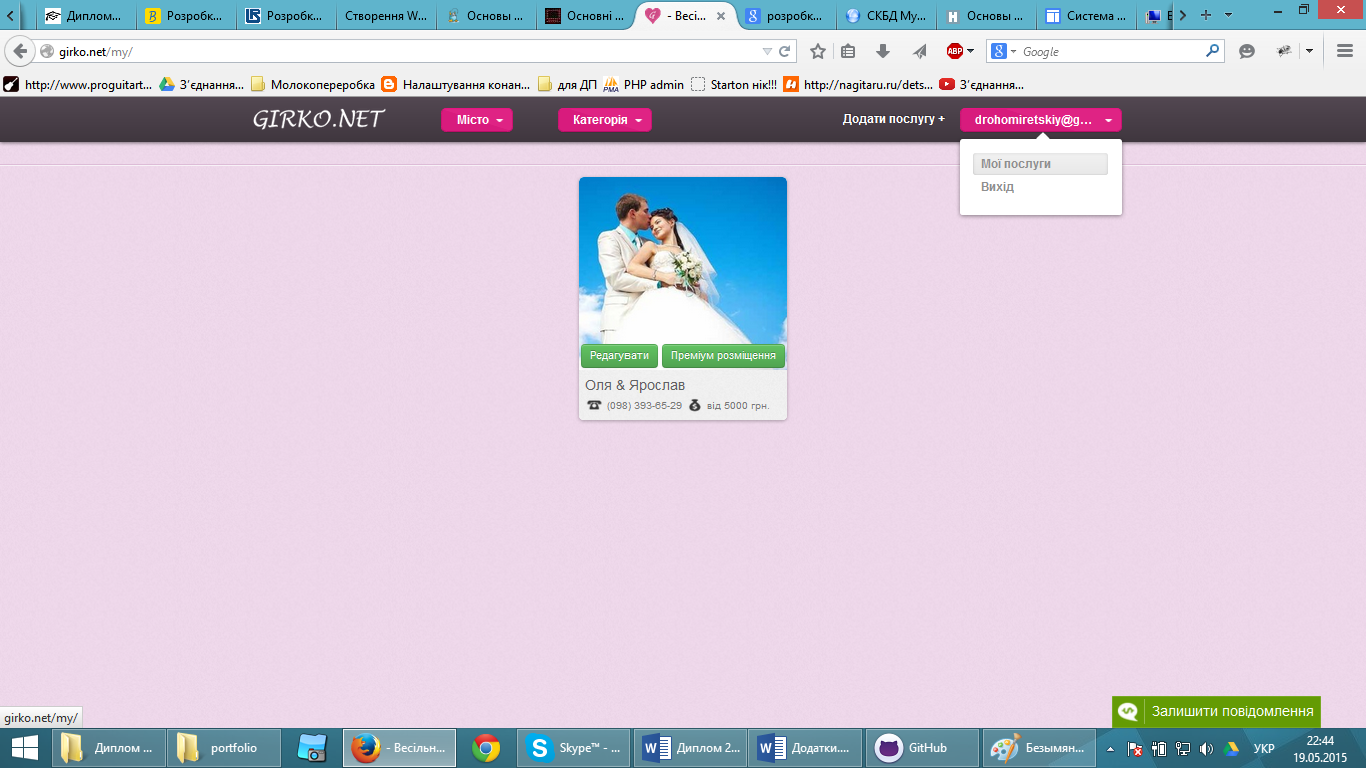 Диплом... Розробк... Розробк... Створення W... Основы ... Основні ... - Весі... розробк... СКБД Му... Основы ... Система ...
girko.net/my/ ABP Google
http://www.proguitart... З'єднання... Молокопереробка Налаштування конан... для ДП PHP admin Starton нік!!! http://nagitaru.ru/dets... З'єднання...
GIRKO.NET Місто Категорія Додати послугу + drohomiretskiy@g...
Мої послуги
Вихід
Редагувати Преміум розміщення
Оля & Ярослав
(098) 393-65-29 від 5000 грн.
Залишити повідомлення
girko.net/my/
Диплом ... portfolio - Весільн... Skype™ - ... Диплом 2... Додатки.... GitHub Безымян... УКР 22:44
19.05.2015